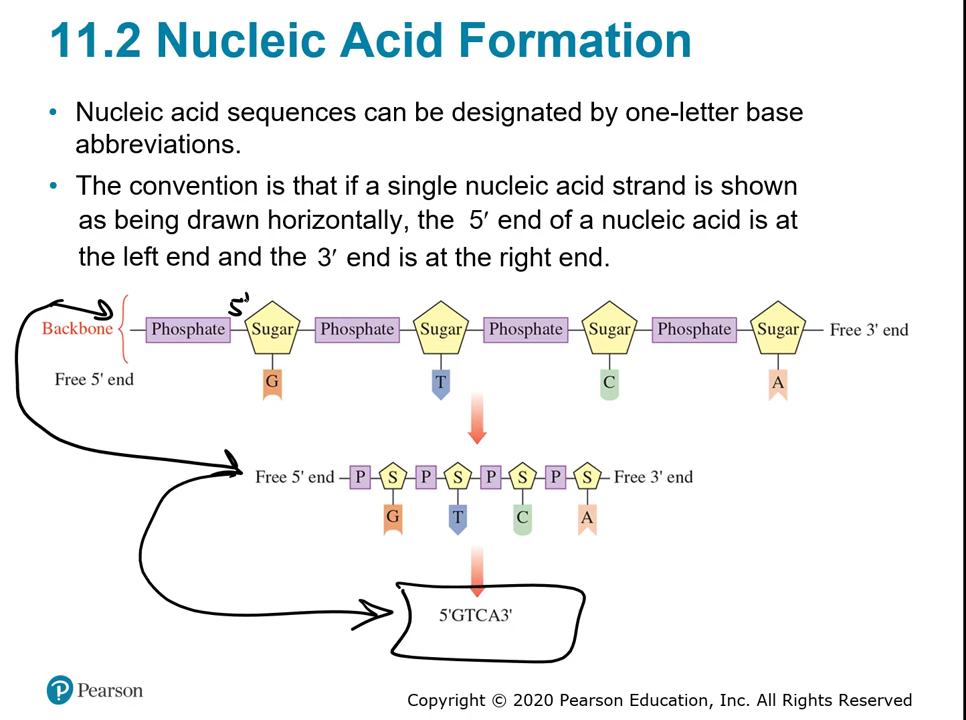 11.2 Nucleic Acid Formation
• Nucleic acid sequences can be designated by one-letter base
abbreviations.
• The convention is that if a single nucleic acid strand is shown
as being drawn horizontally, the 5′ end of a nucleic acid is at
the left end and the 3′ end is at the right end.
5'
Backbone Phosphate Sugar Phosphate Sugar Phosphate Sugar Phosphate Sugar Free 3' end
Free 5' end G T C A
Free 5' end P S P S P S P S Free 3' end
G T C A
5'GTCA3'
P Pearson
Copyright © 2020 Pearson Education, Inc. All Rights Reserved